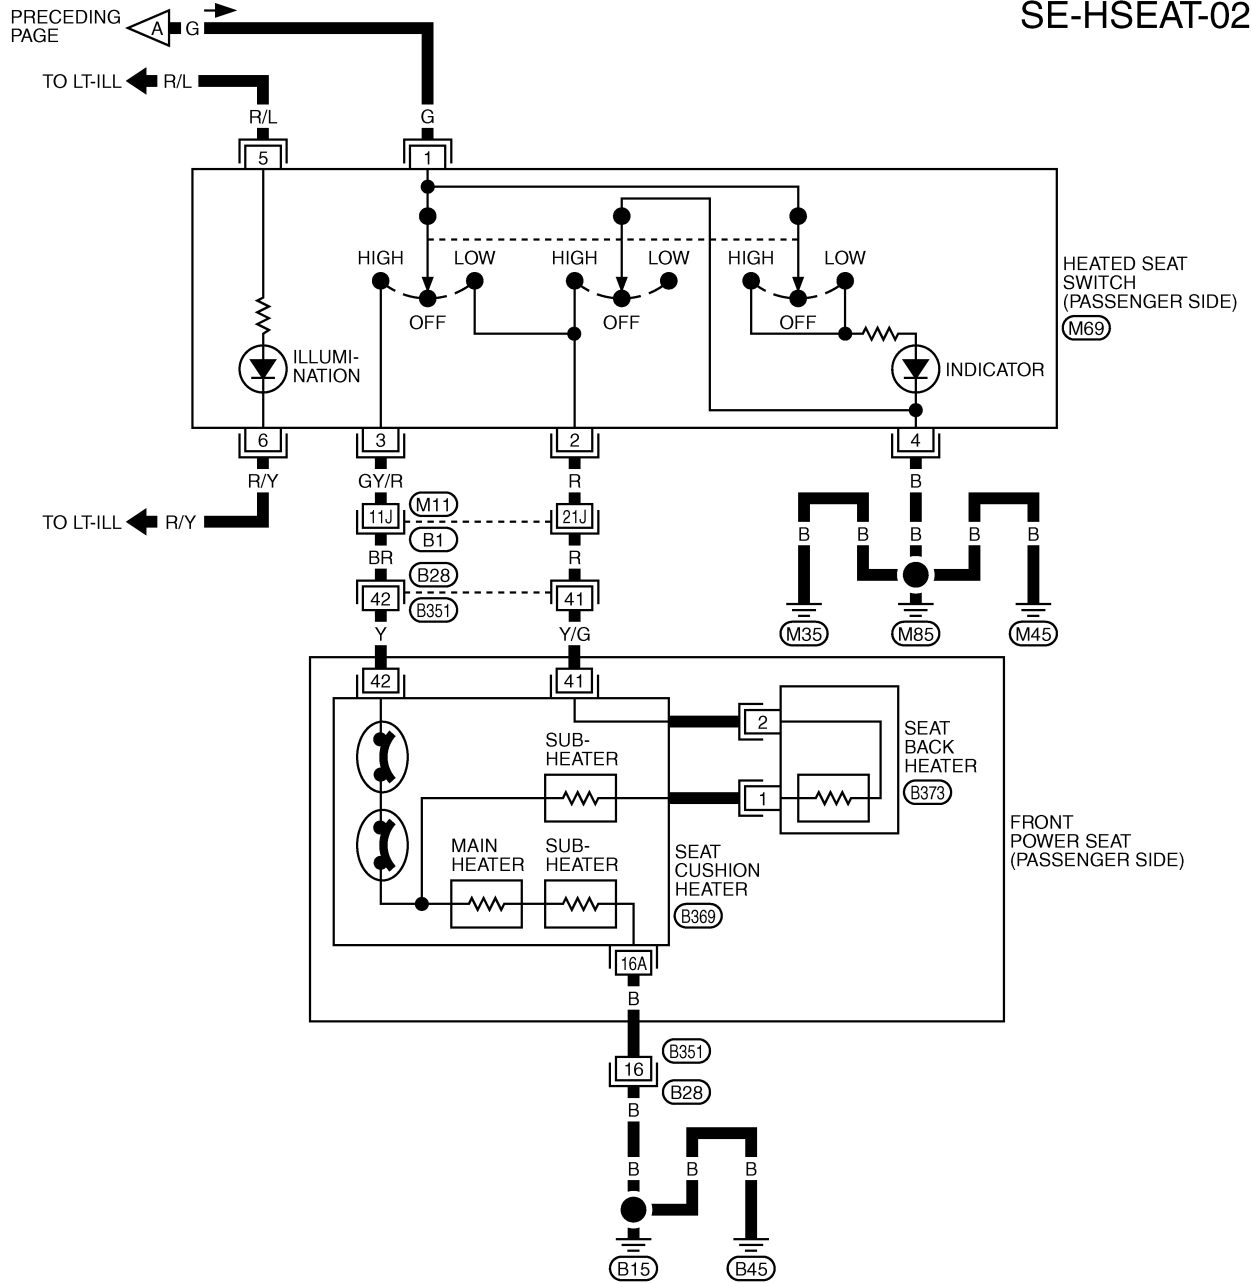 SE-HSEAT-02
PRECEDING
PAGE
A
G
TO LT-ILL
R/L
R/L
G
5
1
HIGH
LOW
HIGH
LOW
HIGH
LOW
OFF
OFF
OFF
HEATED SEAT
SWITCH
(PASSENGER SIDE)
M69
ILLUMI-
NATION
INDICATOR
6
3
2
4
R/Y
GY/R
R
B
TO LT-ILL
R/Y
11J
M11
21J
B1
B
B
B
B
B
BR
R
B28
42
41
B351
M35
M85
M45
Y
Y/G
42
41
2
SUB-
HEATER
SEAT
BACK
HEATER
B373
1
MAIN
HEATER
SUB-
HEATER
SEAT
CUSHION
HEATER
B369
FRONT
POWER SEAT
(PASSENGER SIDE)
16A
B
B351
16
B28
B
B
B
B
B15
B45